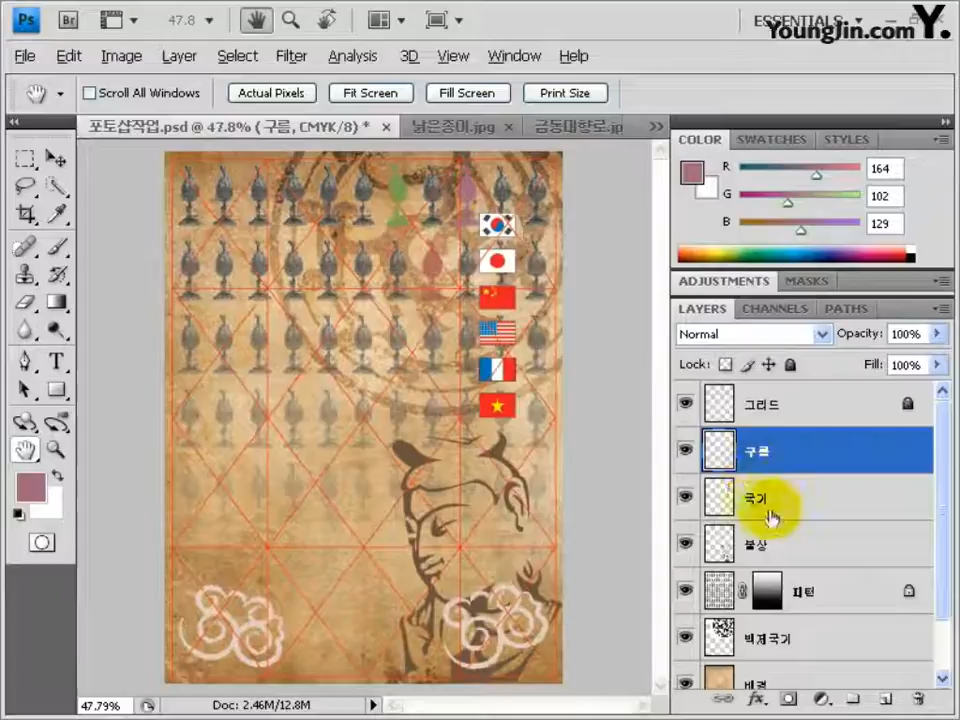 Ps Br 47.8 ESSENTIALS
YoungJin.com Y.
File Edit Image Layer Select Filter Analysis 3D View Window Help
Scroll All Windows Actual Pixels Fit Screen Fill Screen Print Size
포토샵작업.psd @ 47.8% (구름, CMYK/8) * × 낡은종이.jpg × 금동대향로.jp
COLOR SWATCHES STYLES
R 164
G 102
B 129
ADJUSTMENTS MASKS
LAYERS CHANNELS PATHS
Normal Opacity: 100%
Lock: Fill: 100%
그리드
구름
국기
불상
패턴
백제국기
배경
47.79% Doc: 2.46M/12.8M